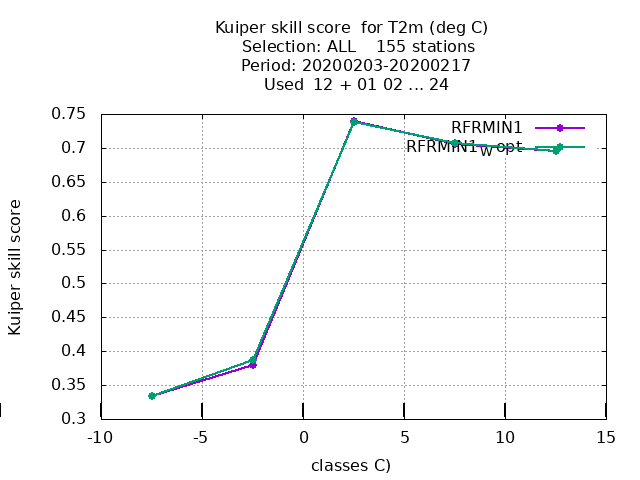 Kuiper skill score  for T2m (deg C)
Selection: ALL    155 stations
Period: 20200203-20200217
Used  12 + 01 02 ... 24
RFRMIN1
RFRMIN1_Wopt
0.75
0.7
0.65
0.6
0.55
0.5
0.45
0.4
0.35
0.3
Kuiper skill score
-10 -5 0 5 10 15
classes C)